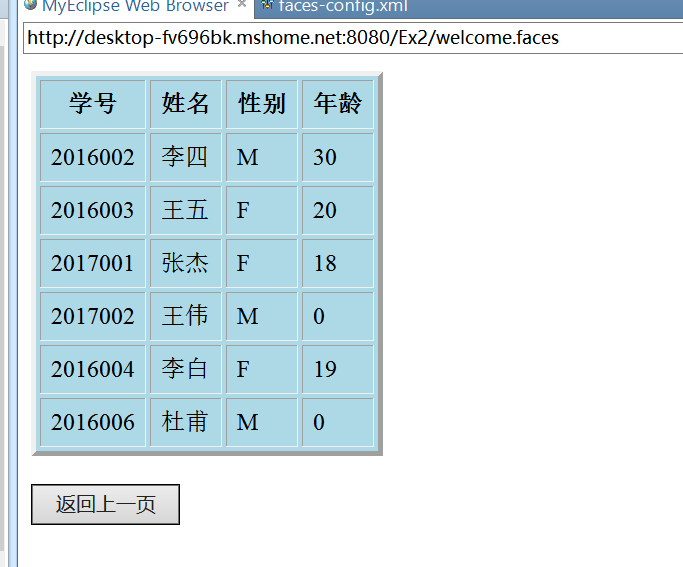 MyEclipse Web Browser faces-config.xml
http://desktop-fv696bk.mshome.net:8080/Ex2/welcome.faces
学号 姓名 性别 年龄
2016002 李四 M 30
2016003 王五 F 20
2017001 张杰 F 18
2017002 王伟 M 0
2016004 李白 F 19
2016006 杜甫 M 0
返回上一页